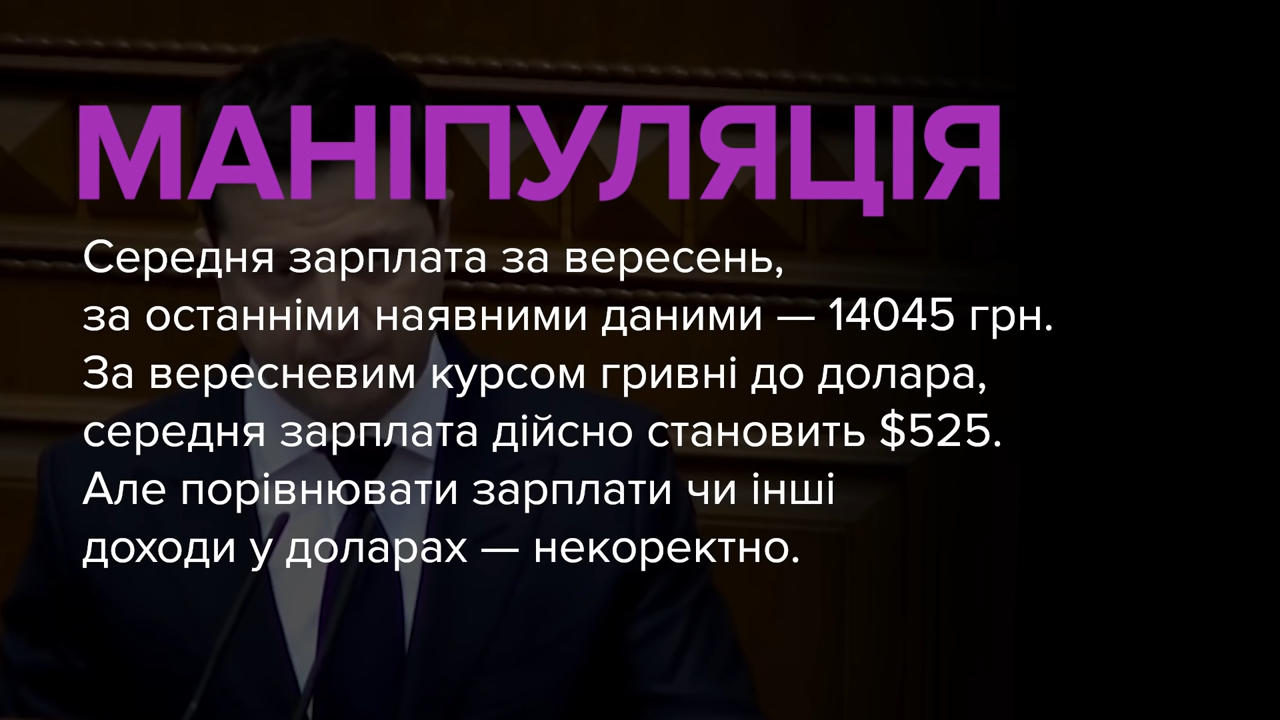 МАНІПУЛЯЦІЯ
Середня зарплата за вересень,
за останніми наявними даними — 14045 грн.
За вересневим курсом гривні до долара,
середня зарплата дійсно становить $525.
Але порівнювати зарплати чи інші
доходи у доларах — некоректно.